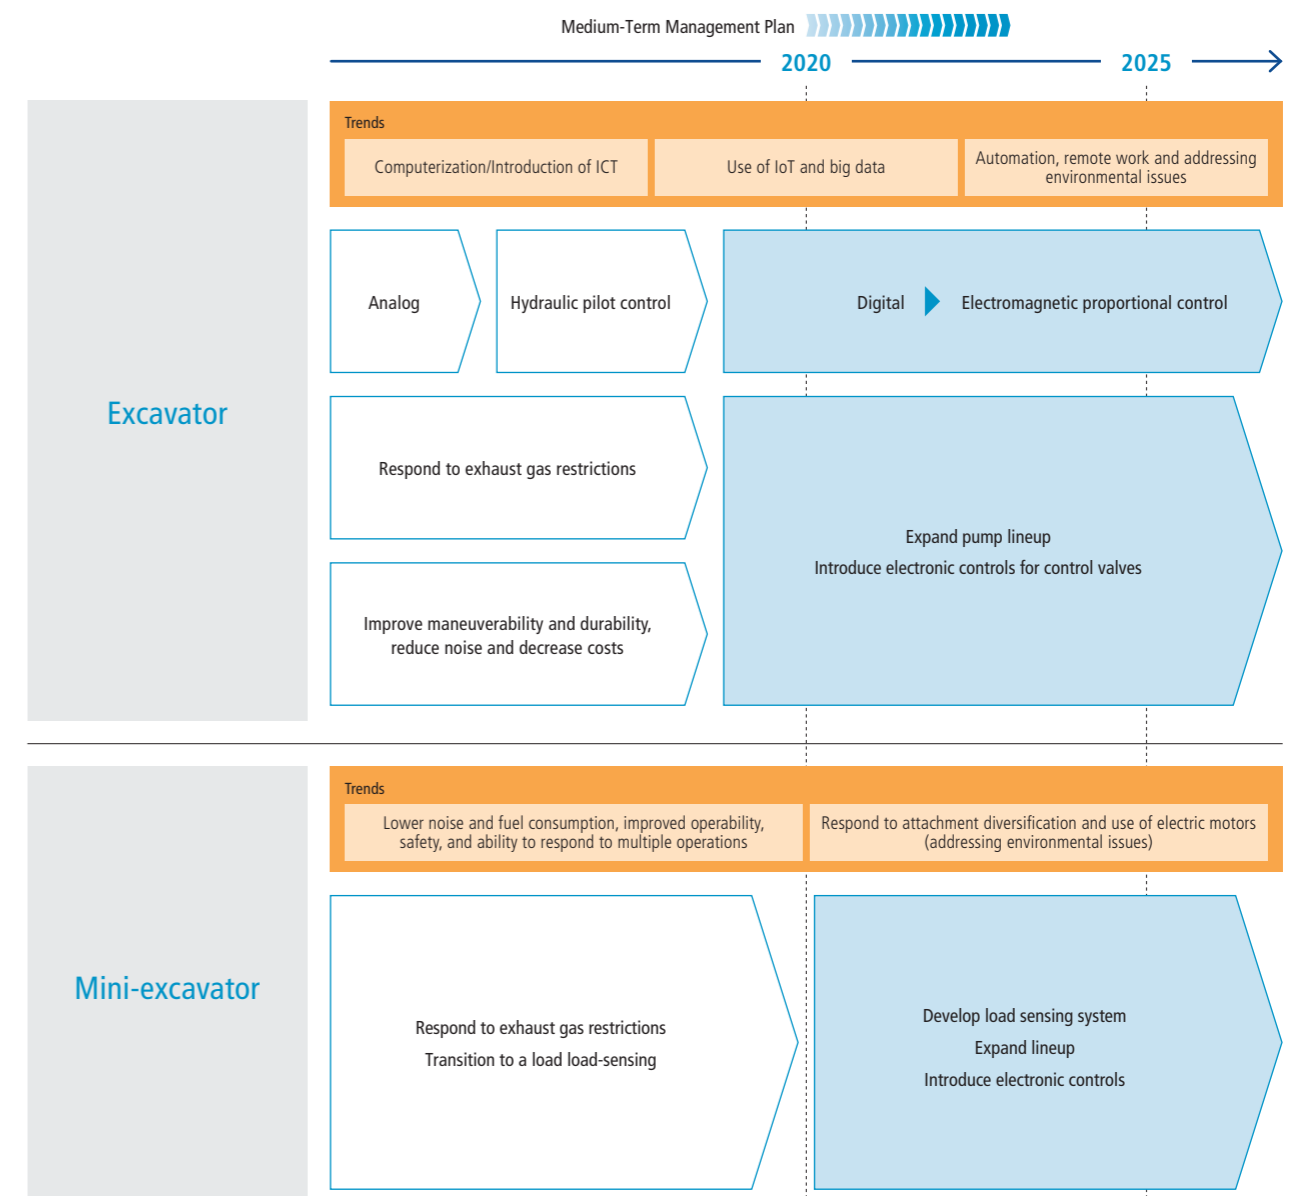 Medium-Term Management Plan
2020
2025
Excavator
Trends
Computerization/Introduction of ICT
Use of IoT and big data
Automation, remote work and addressing
environmental issues
Analog
Hydraulic pilot control
Digital
Electromagnetic proportional control
Respond to exhaust gas restrictions
Improve maneuverability and durability,
reduce noise and decrease costs
Expand pump lineup
Introduce electronic controls for control valves
Mini-excavator
Trends
Lower noise and fuel consumption, improved operability,
safety, and ability to respond to multiple operations
Respond to attachment diversification and use of electric motors
(addressing environmental issues)
Respond to exhaust gas restrictions
Transition to a load load-sensing
Develop load sensing system
Expand lineup
Introduce electronic controls